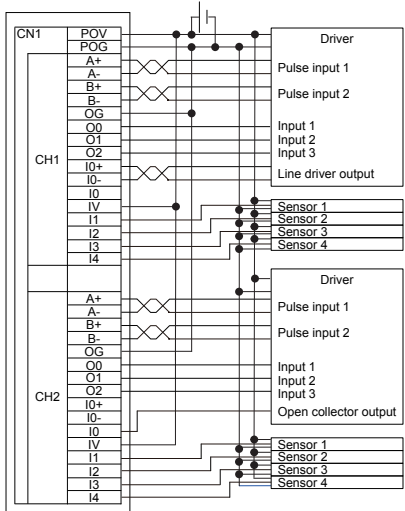 CN1
POV
POG
CH1
A+
A-
B+
B-
OG
O0
O1
O2
I0+
I0-
I0
IV
I1
I2
I3
I4
Driver
Pulse input 1
Pulse input 2
Input 1
Input 2
Input 3
Line driver output
Sensor 1
Sensor 2
Sensor 3
Sensor 4
CH2
A+
A-
B+
B-
OG
O0
O1
O2
I0+
I0-
I0
IV
I1
I2
I3
I4
Driver
Pulse input 1
Pulse input 2
Input 1
Input 2
Input 3
Open collector output
Sensor 1
Sensor 2
Sensor 3
Sensor 4